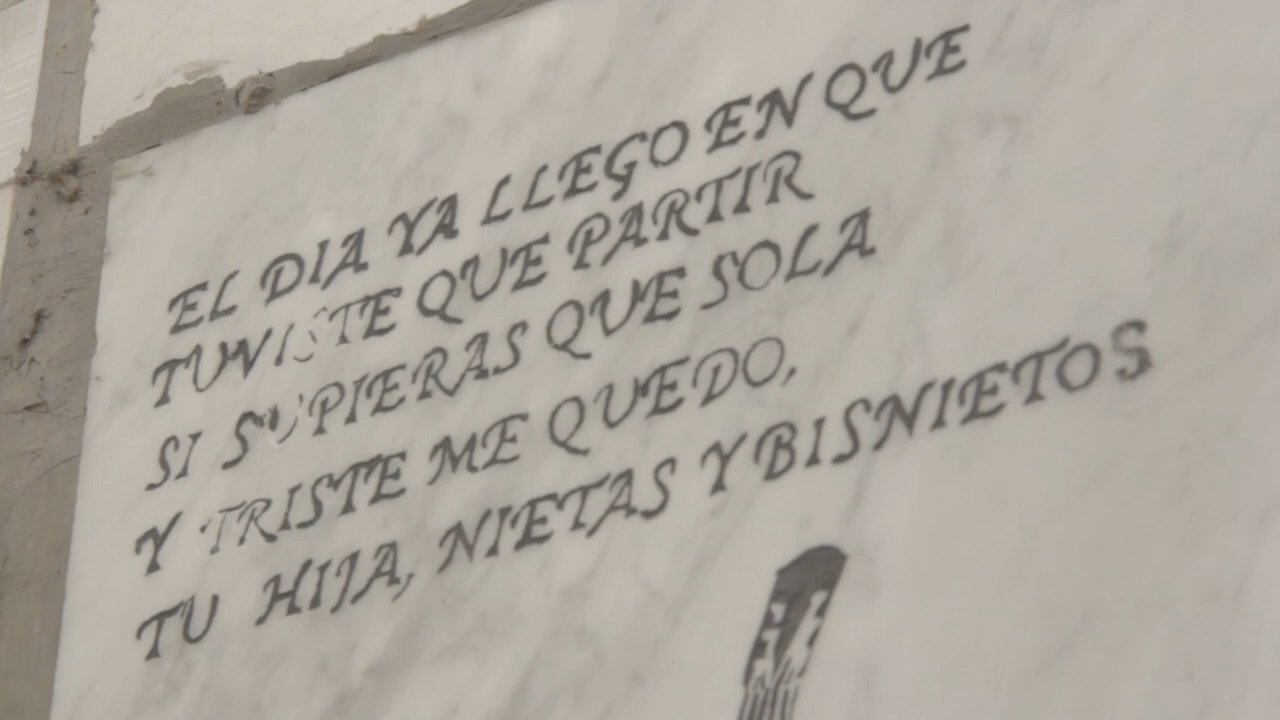 EL DIA YA LLEGO EN QUE
TUVISTE QUE PARTIR
SI SUPIERAS QUE SOLA
Y TRISTE ME QUEDO,
TU HIJA, NIETAS Y BISNIETOS